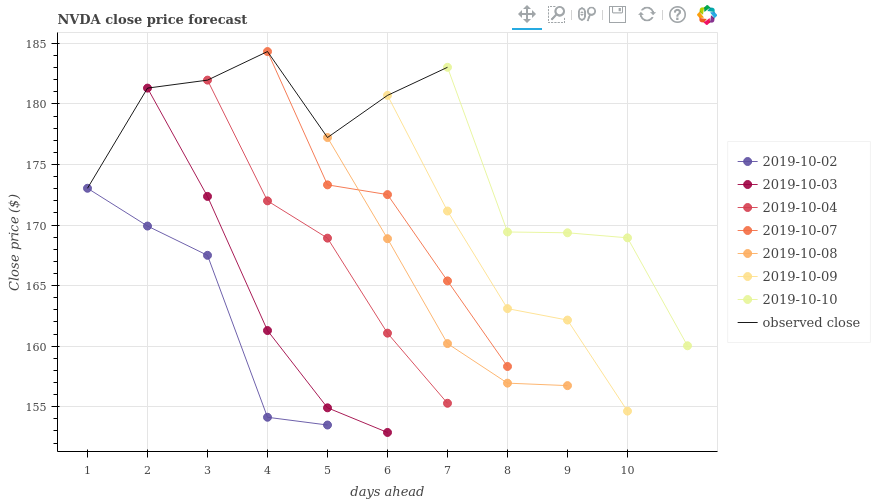 NVDA close price forecast
185
180
175
170
165
160
155
Close price ($)
1 2 3 4 5 6 7 8 9 10
days ahead
2019-10-02
2019-10-03
2019-10-04
2019-10-07
2019-10-08
2019-10-09
2019-10-10
observed close